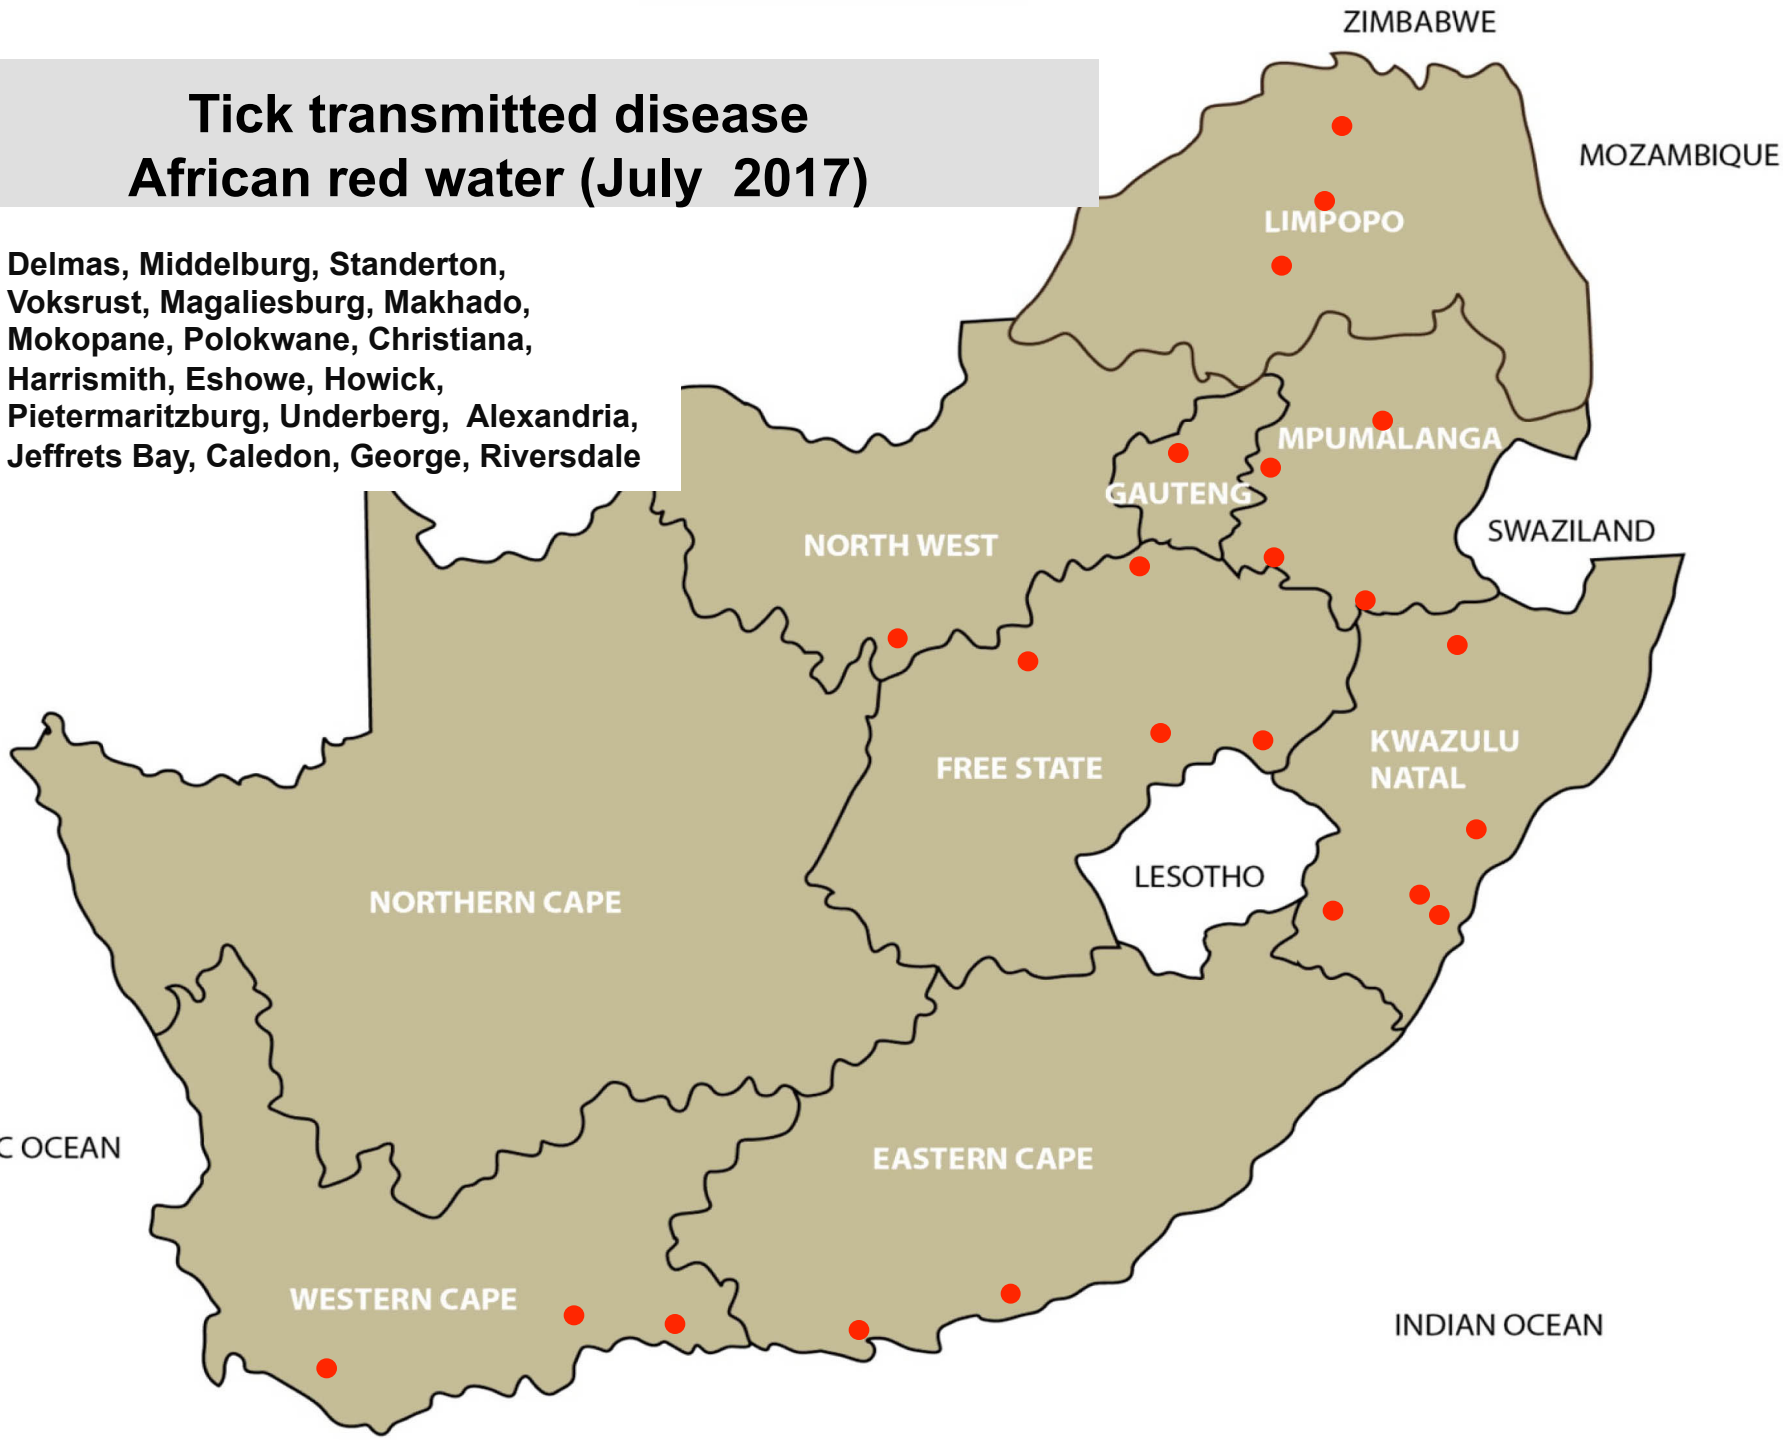 ZIMBABWE
Tick transmitted disease
African red water (July  2017)
MOZAMBIQUE
LIMPOPO
Delmas, Middelburg, Standerton,
Voksrust, Magaliesburg, Makhado,
Mokopane, Polokwane, Christiana,
Harrismith, Eshowe, Howick,
Pietermaritzburg, Underberg,  Alexandria,
Jeffrets Bay, Caledon, George, Riversdale
MPUMALANGA
GAUTENG
SWAZILAND
NORTH WEST
KWAZULU
NATAL
FREE STATE
LESOTHO
NORTHERN CAPE
C OCEAN
EASTERN CAPE
WESTERN CAPE
INDIAN OCEAN